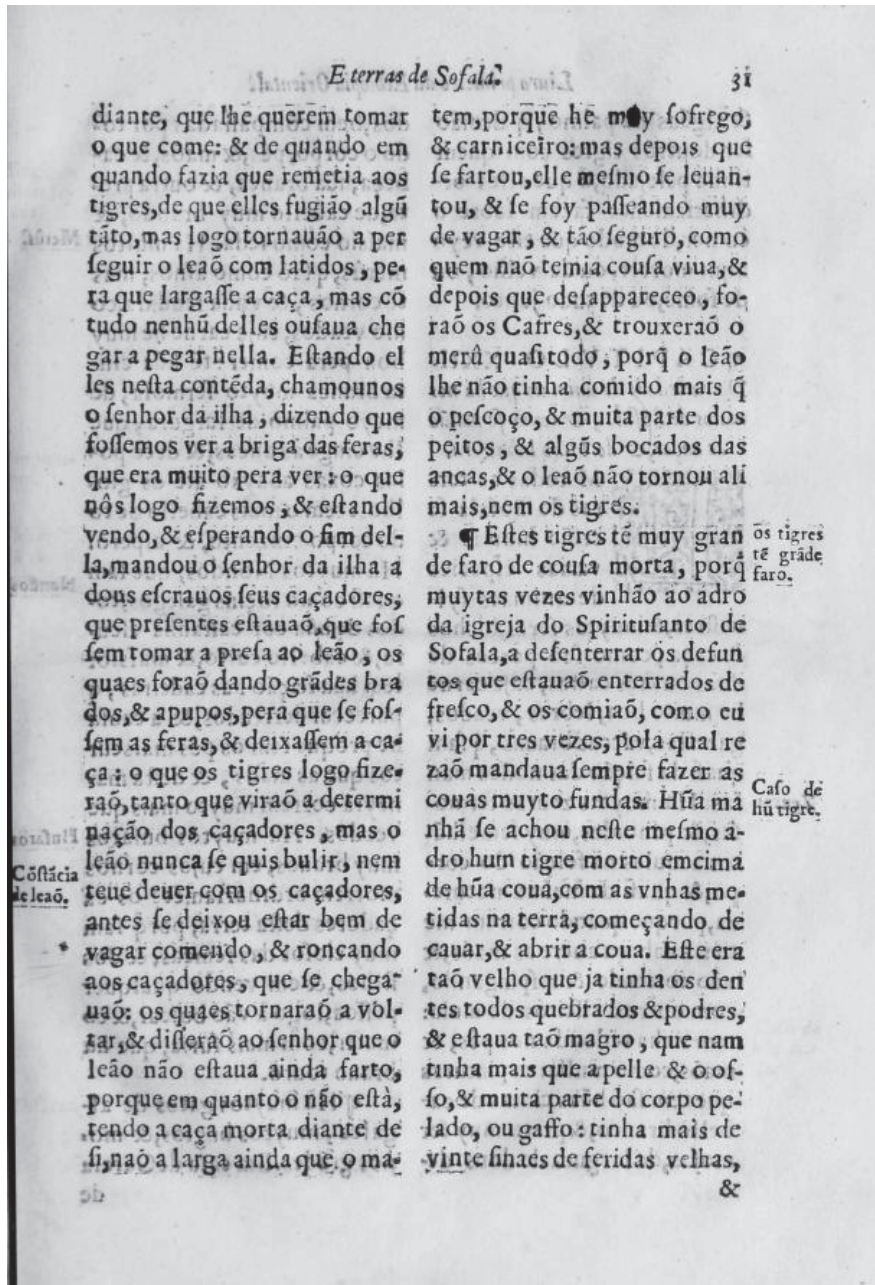 E terras de Sofala.
31
diante, que lhe querem tomar
o que come: & de quando em
quando fazia que remetia aos
tigres,de que elles fugião algũ
tãto,mas logo tornauão a per
ſeguir o leaõ com latidos, pe-
ra que largaſſe a caça, mas cõ
tudo nenhũ delles ouſaua che
gar a pegar nella. Eſtando el
les neſta contẽda, chamounos
o ſenhor da ilha, dizendo que
foſſemos ver a briga das feras,
que era muito pera ver: o que
nôs logo fizemos, & eſtando
vendo,& eſperando o fim del-
la,mandou o ſenhor da ilha a
dous eſcrauos ſeus caçadores,
que preſentes eſtauaõ,que foſ
ſem tomar a preſa ao leão, os
quaes foraõ dando grãdes bra
dos,& apupos,pera que ſe foſ-
ſem as feras,& deixaſſem a ca-
ça: o que os tigres logo fize-
raõ,tanto que viraõ a determi
nação dos caçadores, mas o
leão nunca ſe quis bulir, nem
teue deuer com os caçadores,
antes ſe deixou eſtar bem de
vagar comendo, & roncando
aos caçadores, que ſe chega-
uaõ: os quaes tornaraõ a vol-
tar,& diſſeraõ ao ſenhor que o
leão não eſtaua ainda farto,
porque em quanto o não eſtà,
tendo a caça morta diante de
ſi,naõ a larga ainda que o ma-
Cõſtãcia
de leaõ.
*
tem,porque he muy ſofrego,
& carniceiro: mas depois que
ſe fartou,elle meſmo ſe leuan-
tou, & ſe foy paſſeando muy
de vagar, & tão ſeguro, como
quem naõ temia couſa viua,&
depois que deſappareceo, fo-
raõ os Cafres,& trouxeraõ o
merû quaſi todo, porq̃ o leão
lhe não tinha comido mais q̃
o peſcoço, & muita parte dos
peitos, & algũs bocados das
ancas,& o leaõ não tornou ali
mais,nem os tigres.
¶ Eſtes tigres tẽ muy gran
de faro de couſa morta, porq̃
muytas vezes vinhão ao adro
da igreja do Spirituſanto de
Sofala,a deſenterrar os defun
tos que eſtauaõ enterrados de
freſco,& os comiaõ, como eu
vi por tres vezes, pola qual re
zaõ mandaua ſempre fazer as
couas muyto fundas. Hũa ma
nhã ſe achou neſte meſmo a-
dro hum tigre morto emcima
de hũa coua,com as vnhas me-
tidas na terra, começando de
cauar,& abrir a coua. Eſte era
taõ velho que ja tinha os den
tes todos quebrados &podres,
& eſtaua taõ magro, que nam
tinha mais que a pelle & o oſ-
ſo,& muita parte do corpo pe-
lado, ou gaffo: tinha mais de
vinte ſinaes de feridas velhas,
&
os tigres
tẽ grãde
faro.
Caſo de
hũ tigre.